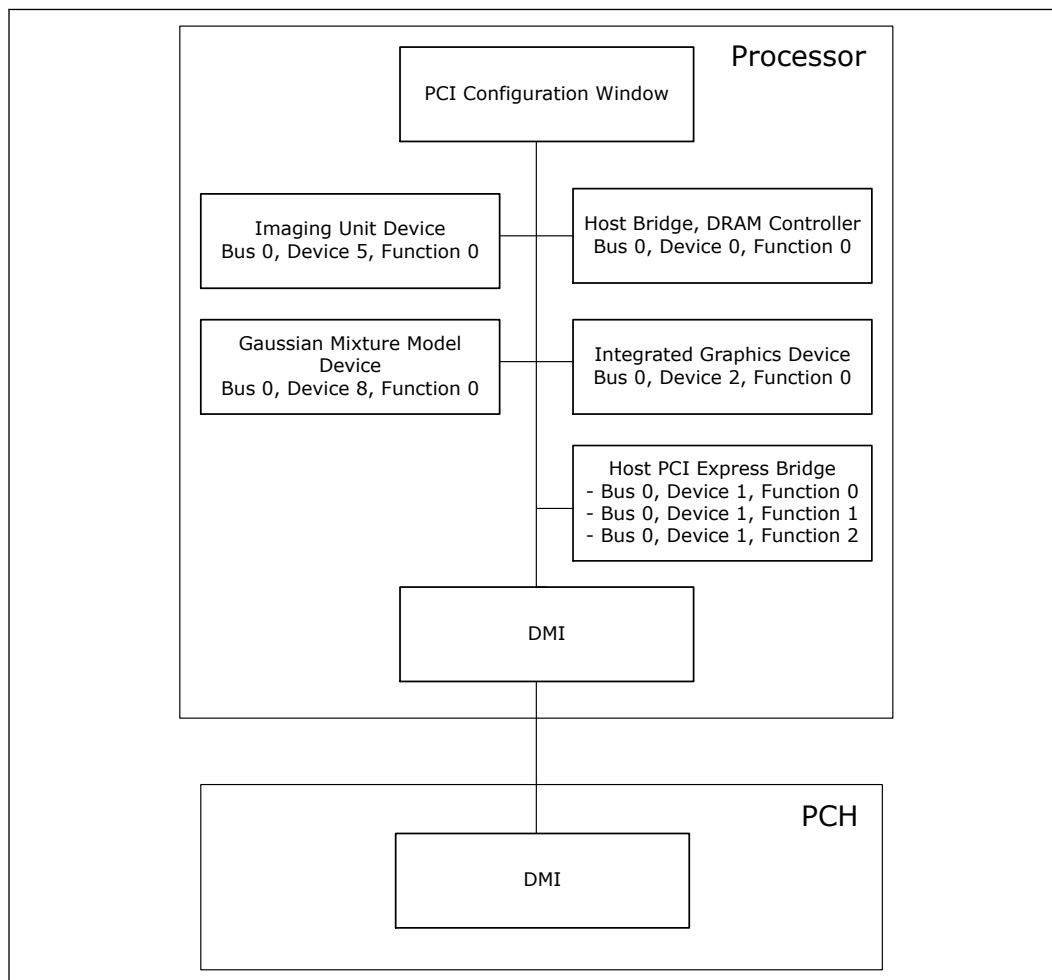 Processor
PCI Configuration Window
Imaging Unit Device
Bus 0, Device 5, Function 0
Host Bridge, DRAM Controller
Bus 0, Device 0, Function 0
Gaussian Mixture Model
Device
Bus 0, Device 8, Function 0
Integrated Graphics Device
Bus 0, Device 2, Function 0
Host PCI Express Bridge
- Bus 0, Device 1, Function 0
- Bus 0, Device 1, Function 1
- Bus 0, Device 1, Function 2
DMI
PCH
DMI